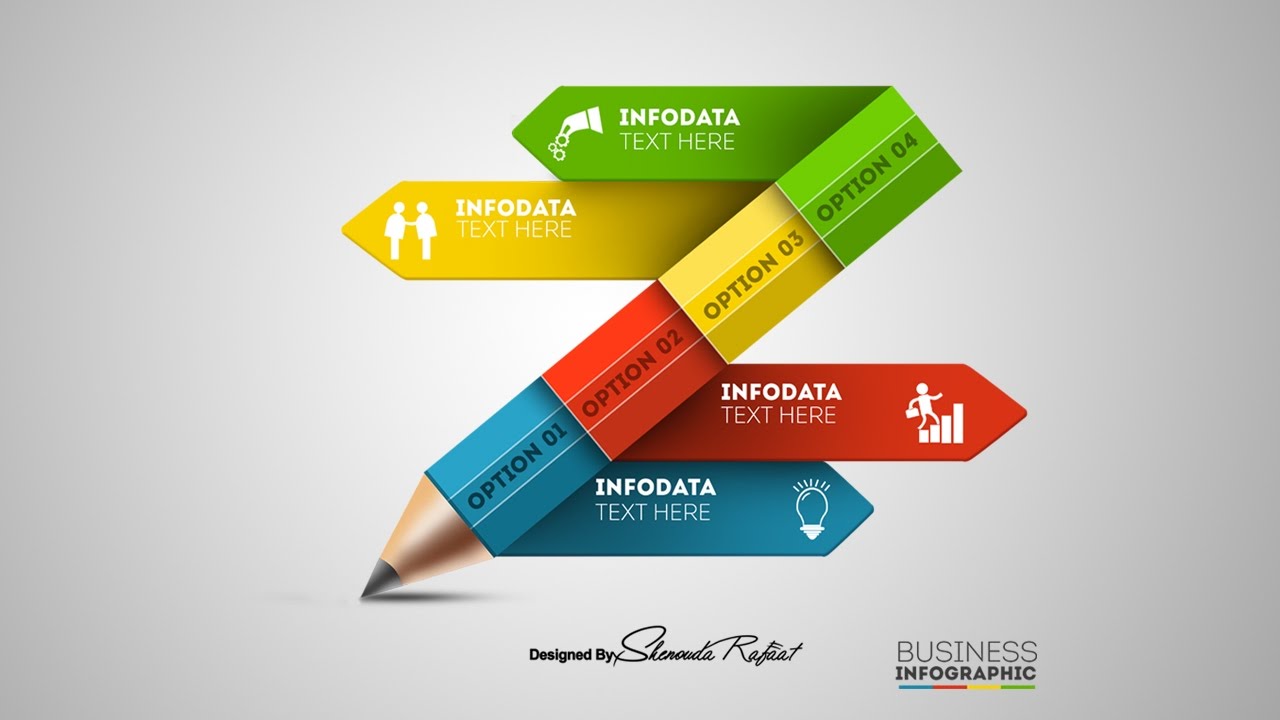 INFODATA
TEXT HERE
OPTION 04
INFODATA
TEXT HERE
OPTION 03
OPTION 02
INFODATA
TEXT HERE
OPTION 01
INFODATA
TEXT HERE
Designed By Shenouda Rafaat
BUSINESS
INFOGRAPHIC